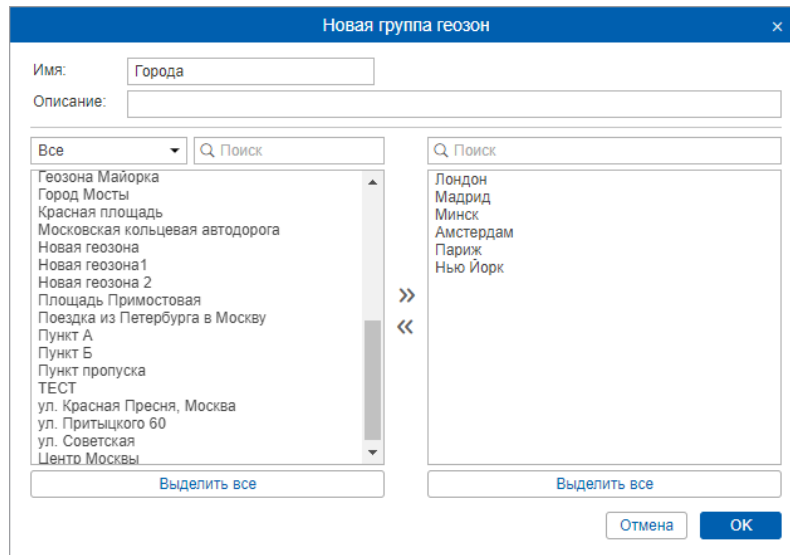 Новая группа геозон
Имя: Города
Описание:
Все Поиск
Геозона Майорка
Город Мосты
Красная площадь
Московская кольцевая автодорога
Новая геозона
Новая геозона1
Новая геозона 2
Площадь Примостовая
Поездка из Петербурга в Москву
Пункт А
Пункт Б
Пункт пропуска
ТЕСТ
ул. Красная Пресня, Москва
ул. Притыцкого 60
ул. Советская
Центр Москвы
Выделить все
Поиск
Лондон
Мадрид
Минск
Амстердам
Париж
Нью Йорк
Выделить все
Отмена OK